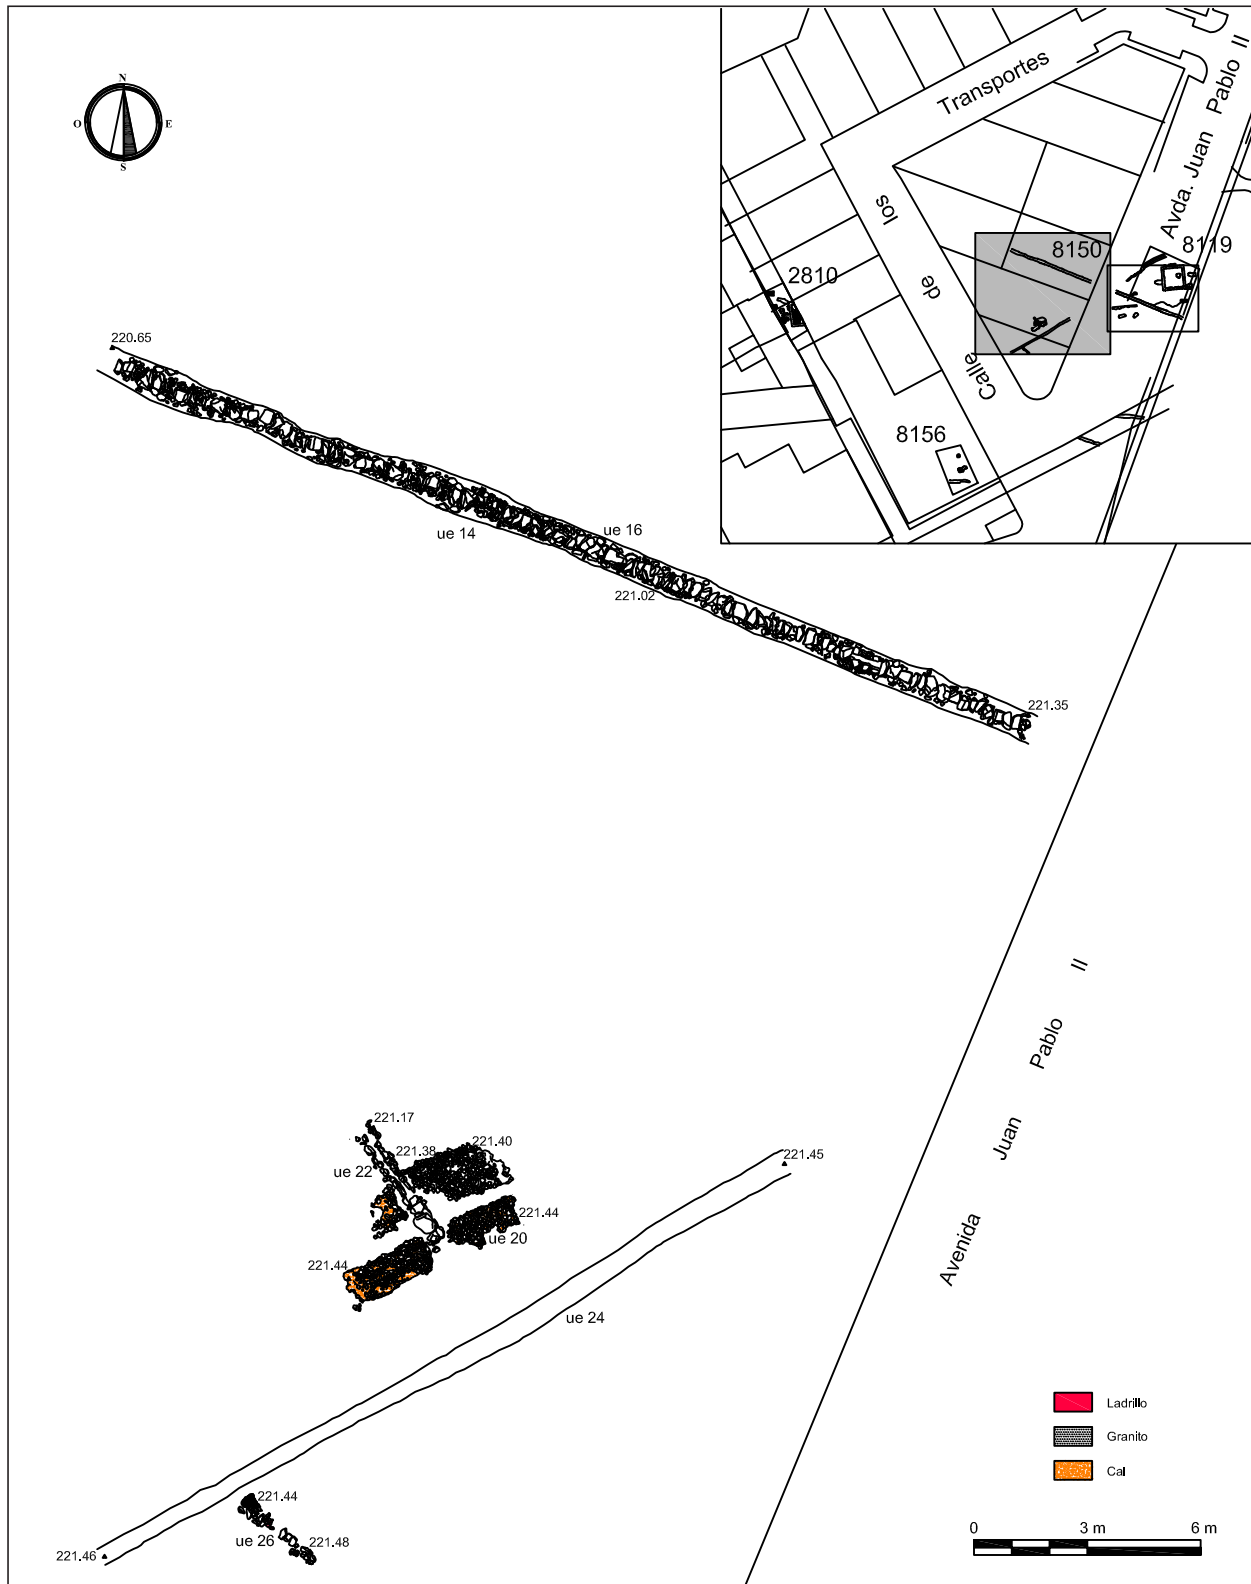 N
O E
S
Transportes
los
de
Calle
Avda. Juan Pablo II
8150
8119
2810
8156
220.65
ue 16
ue 14
221.02
221.35
Avenida Juan Pablo II
221.17
221.38
221.40
ue 22
221.44
ue 20
221.44
221.45
ue 24
221.44
ue 26
221.48
221.46
Ladrillo
Granito
Cal
0 3 m 6 m